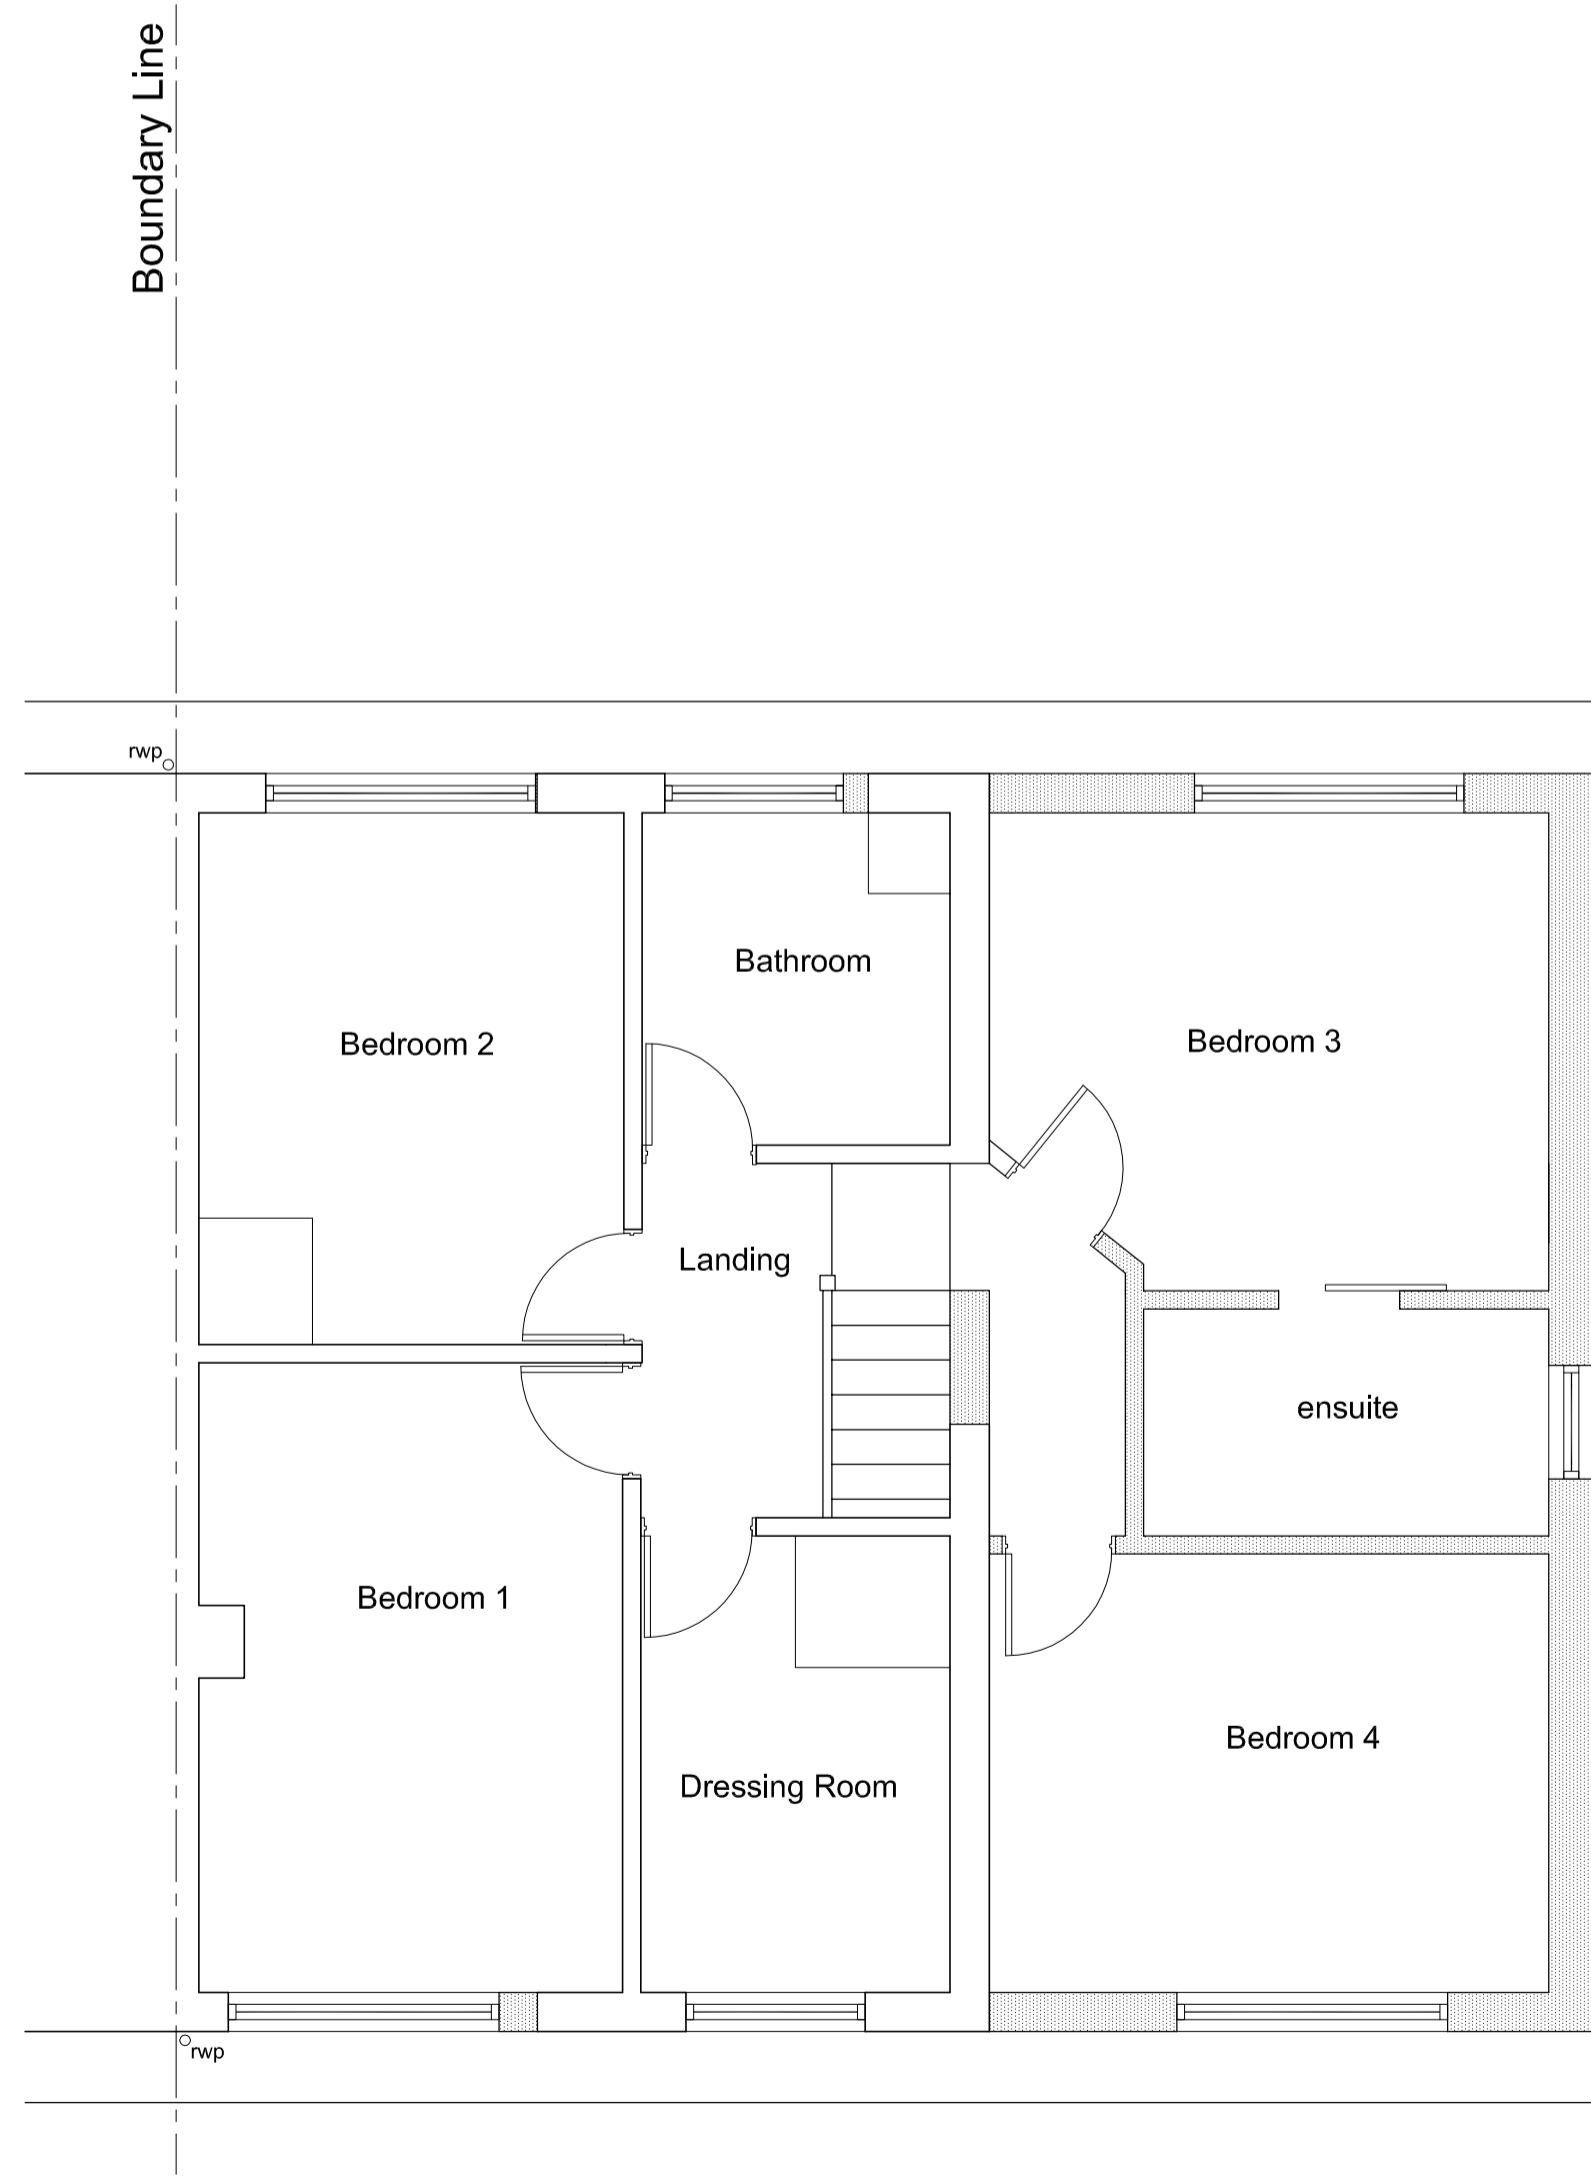 Boundary Line
rwp
Bathroom
Bedroom 2
Bedroom 3
Landing
ensuite
Bedroom 1
Bedroom 4
Dressing Room
rwp